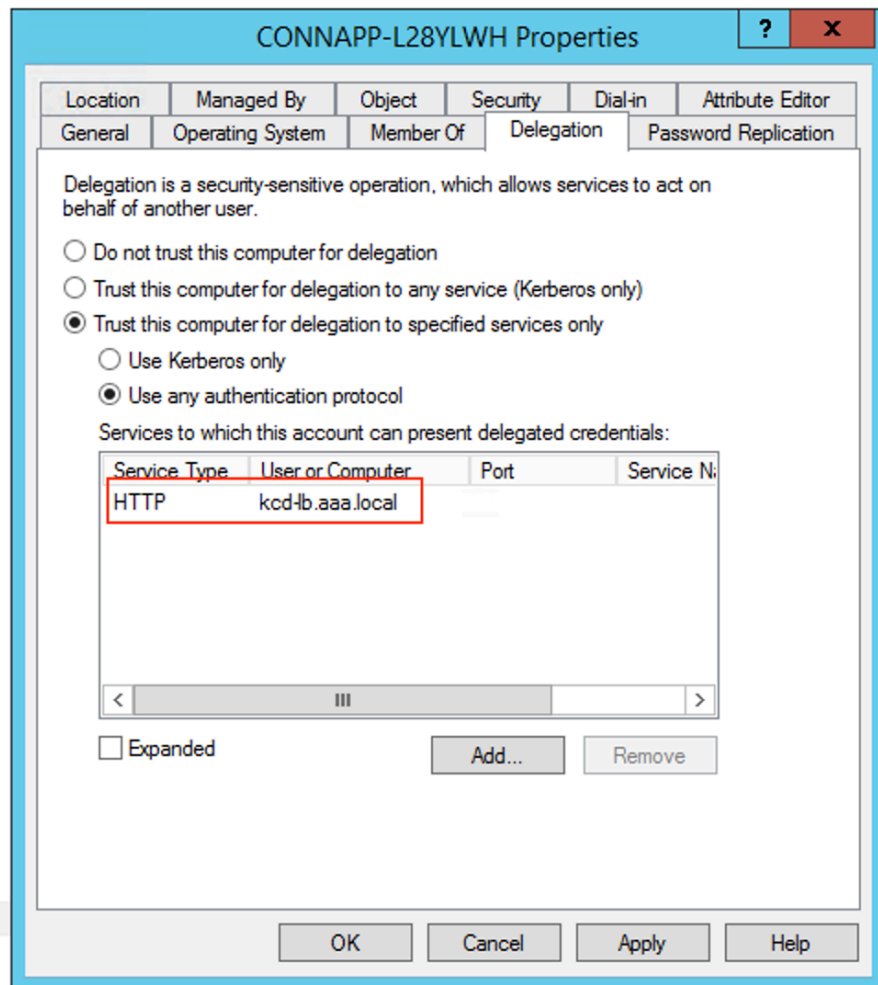 CONNAPP-L28YLWH Properties
?
x
Location Managed By Object Security Dial-in Attribute Editor
General Operating System Member Of Delegation Password Replication
Delegation is a security-sensitive operation, which allows services to act on
behalf of another user.
Do not trust this computer for delegation
Trust this computer for delegation to any service (Kerberos only)
Trust this computer for delegation to specified services only
Use Kerberos only
Use any authentication protocol
Services to which this account can present delegated credentials:
Service Type User or Computer Port Service Na
HTTP kcd-lb.aaa.local
Expanded
Add... Remove
OK Cancel Apply Help